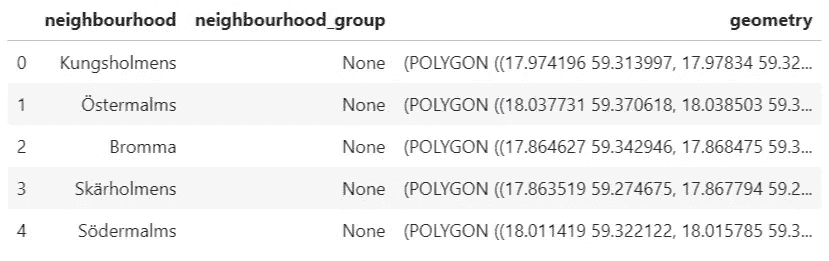 neighbourhood neighbourhood_group geometry
0 Kungsholmens None (POLYGON ((17.974196 59.313997, 17.97834 59.32...
1 Östermalms None (POLYGON ((18.037731 59.370618, 18.038503 59.3...
2 Bromma None (POLYGON ((17.864627 59.342946, 17.868475 59.3...
3 Skärholmens None (POLYGON ((17.863519 59.274675, 17.867794 59.2...
4 Södermalms None (POLYGON ((18.011419 59.322122, 18.015785 59.3...